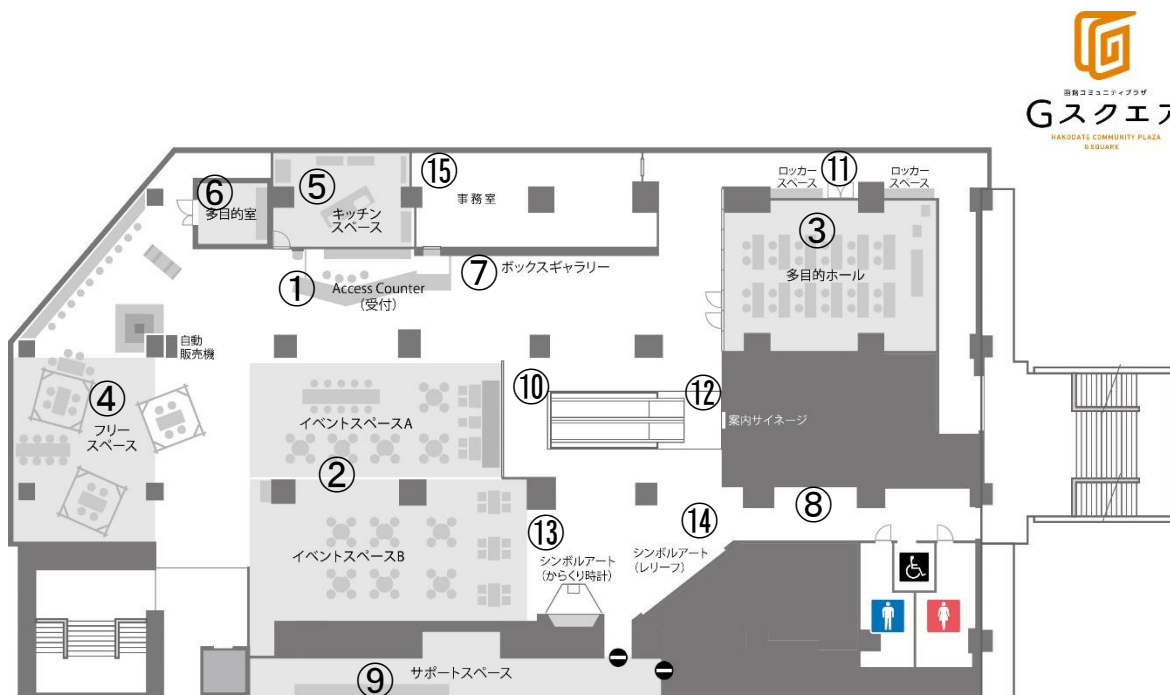 函館コミュニティプラザ
Gスクエア
HAKODATE COMMUNITY PLAZA
GSQUARE
⑮
⑪
ロッカー
スペース
ロッカー
スペース
⑥
多目的室
⑤
キッチン
スペース
事務室
③
多目的ホール
①
Access Counter
(受付)
⑦
ボックスギャラリー
自動
販売機
④
フリー
スペース
⑩
⑫
案内サイネージ
イベントスペースA
②
イベントスペースB
⑬
シンボルアート
(からくり時計)
⑭
シンボルアート
(レリーフ)
⑧
⑨
サポートスペース